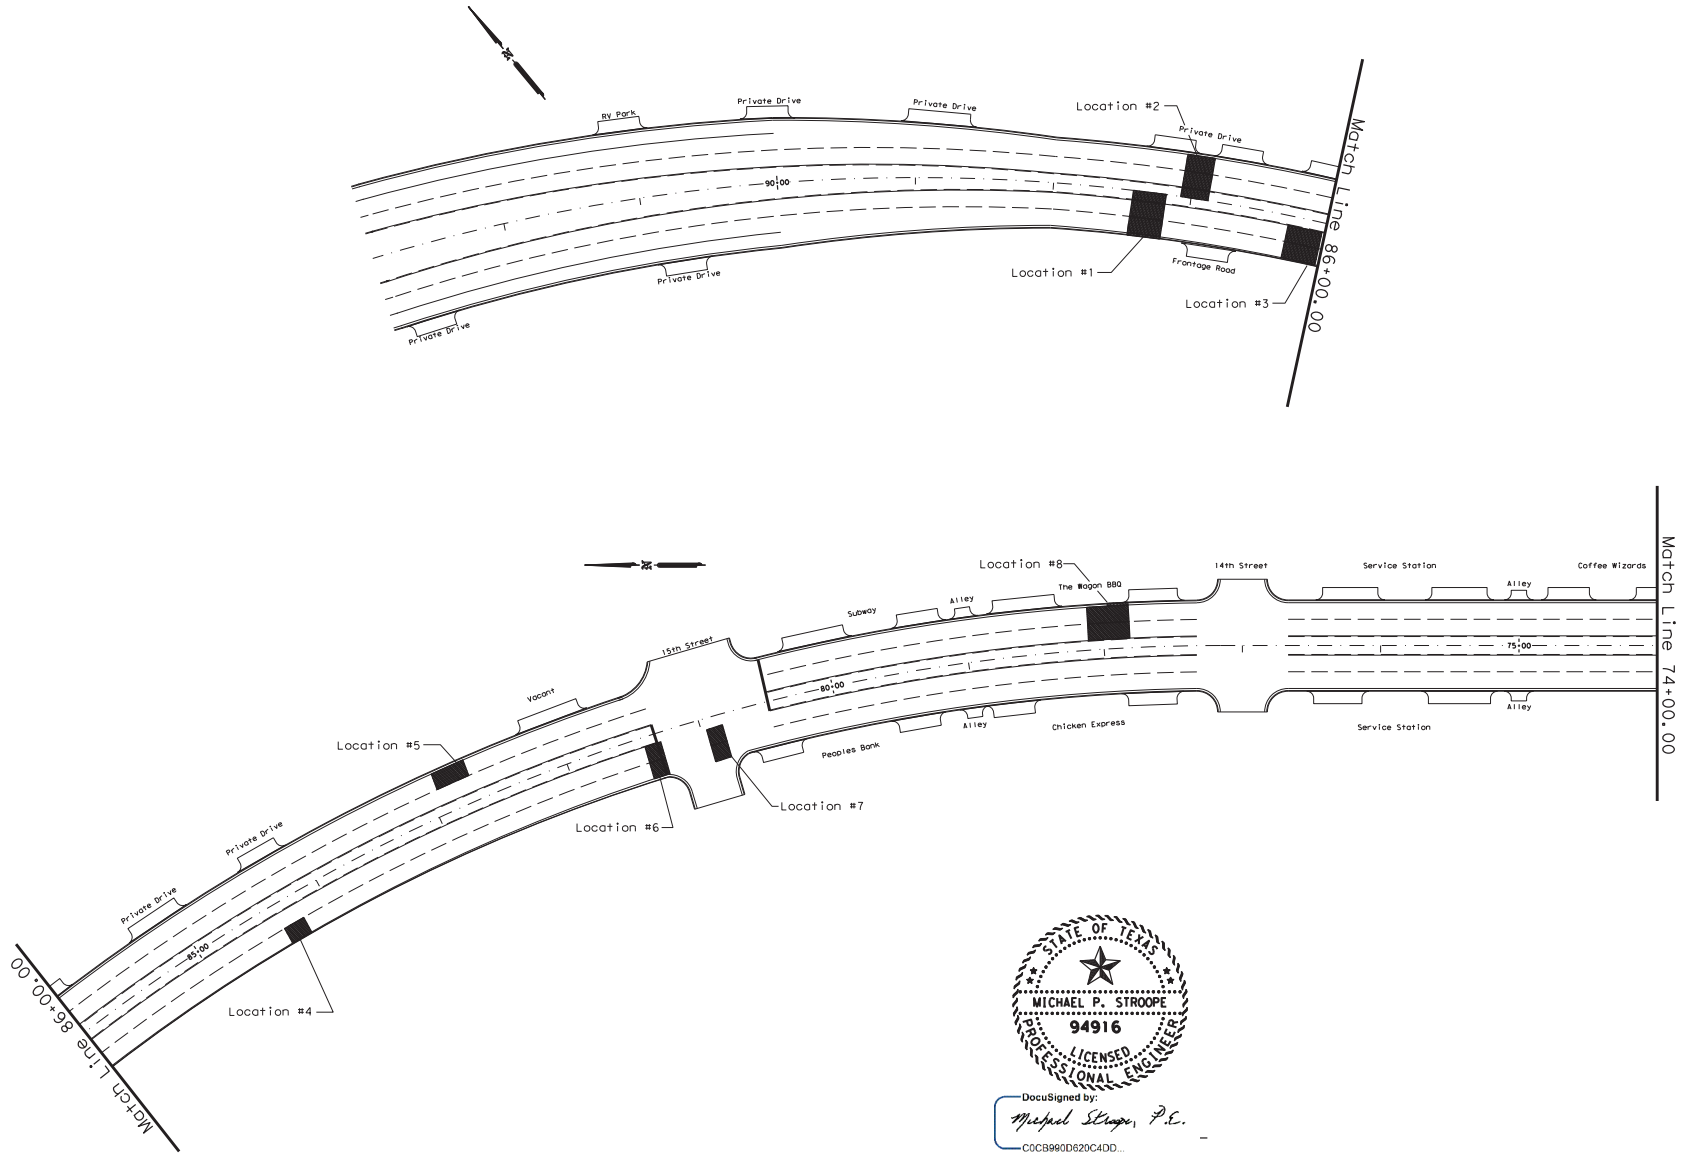 N
RV Park
Private Drive
Private Drive
Location #2
Private Drive
90+00
Match Line 86+00.00
Location #1
Frontage Road
Location #3
Private Drive
Private Drive
N
Location #8
The Wagon BBQ
14th Street
Service Station
Alley
Coffee Wizards
Match Line 74+00.00
Subway
Alley
15th Street
75+00
80+00
Vacant
Alley
Chicken Express
Service Station
Alley
Peoples Bank
Location #5
Location #7
Location #6
Private Drive
Private Drive
85+00
Location #4
Match Line 86+00.00
STATE OF TEXAS
MICHAEL P. STROOPE
94916
LICENSED
PROFESSIONAL ENGINEER
DocuSigned by:
Michael Stroope, P.E.
C0CB990D620C4DD...